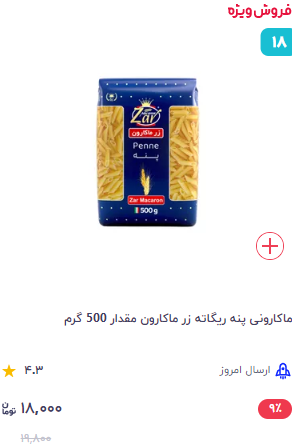 فروش ویژه
۱۸
Zar
زر ماکارون
Penne
پنه
Zar Macaron
500 g
ماکارونی پنه ریگاته زر ماکارون مقدار 500 گرم
ارسال امروز
۴.۳
۹٪
۱۸,۰۰۰ تومان
۱۹,۸۰۰